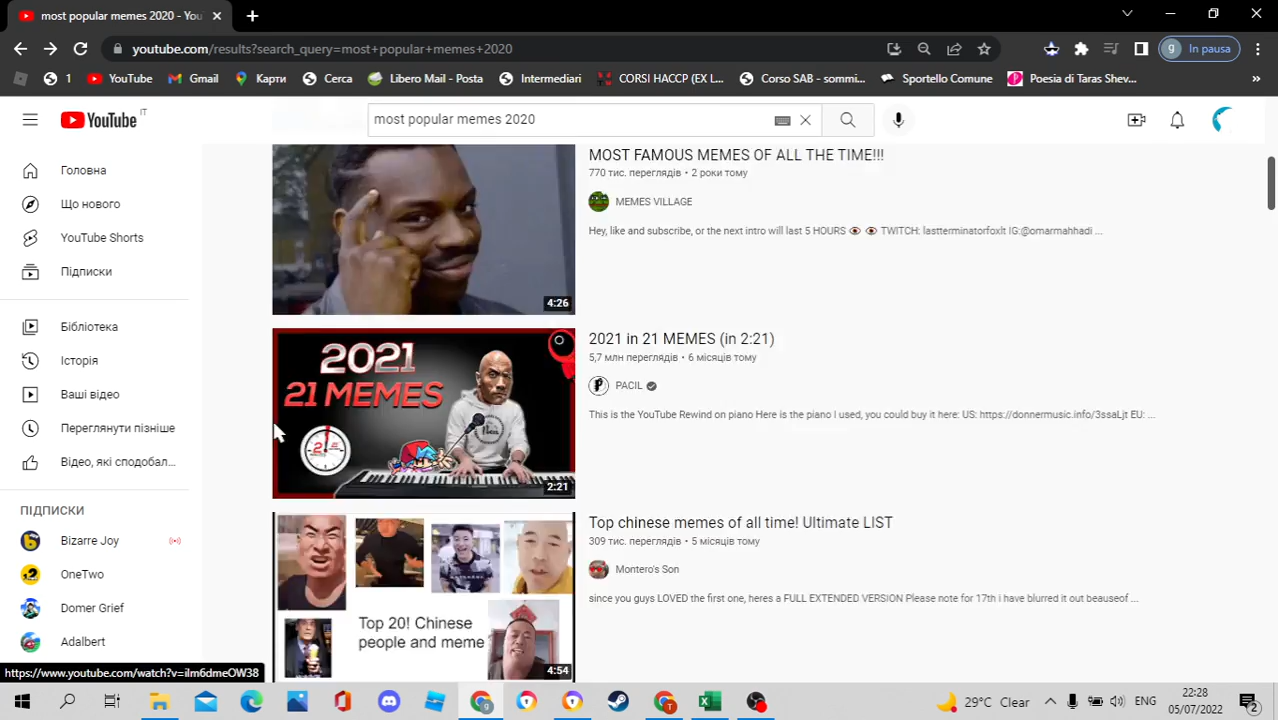 most popular memes 2020 - You
youtube.com/results?search_query=most+popular+memes+2020
In pausa
1
YouTube
Gmail
Карти
Cerca
Libero Mail - Posta
Intermediari
CORSI HACCP (EX L...
Corso SAB - sommi...
Sportello Comune
Poesia di Taras Shev...
YouTube IT
most popular memes 2020
Головна
Що нового
YouTube Shorts
Підписки
Бібліотека
Історія
Ваші відео
Переглянути пізніше
Відео, які сподобал...
ПІДПИСКИ
Bizarre Joy
OneTwo
Domer Grief
Adalbert
https://www.youtube.com/watch?v=ilm6dmeOW38
4:26
MOST FAMOUS MEMES OF ALL THE TIME!!!
770 тис. переглядів • 2 роки тому
MEMES VILLAGE
Hey, like and subscribe, or the next intro will last 5 HOURS 👁 👁 TWITCH: lastterminatorfoxlt IG:@omarmahhadi ...
2021
21 MEMES
2:21
2021 in 21 MEMES (in 2:21)
5,7 млн переглядів • 6 місяців тому
PACIL
This is the YouTube Rewind on piano Here is the piano I used, you could buy it here: US: https://donnermusic.info/3ssaLjt EU: ...
Top 20! Chinese
people and meme
4:54
Top chinese memes of all time! Ultimate LIST
309 тис. переглядів • 5 місяців тому
Montero's Son
since you guys LOVED the first one, heres a FULL EXTENDED VERSION Please note for 17th i have blurred it out beauseof ...
29°C Clear
ENG
22:28
05/07/2022
2